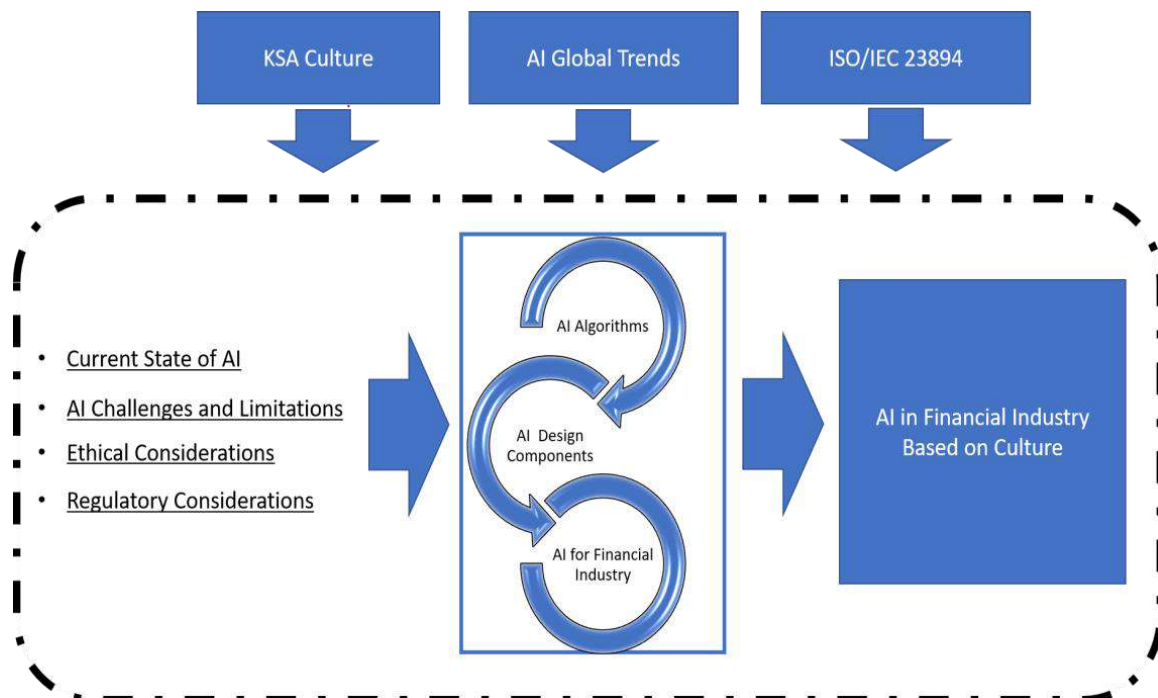 KSA Culture
AI Global Trends
ISO/IEC 23894
• Current State of AI
• AI Challenges and Limitations
• Ethical Considerations
• Regulatory Considerations
AI Algorithms
AI Design
Components
AI for Financial
Industry
AI in Financial Industry
Based on Culture